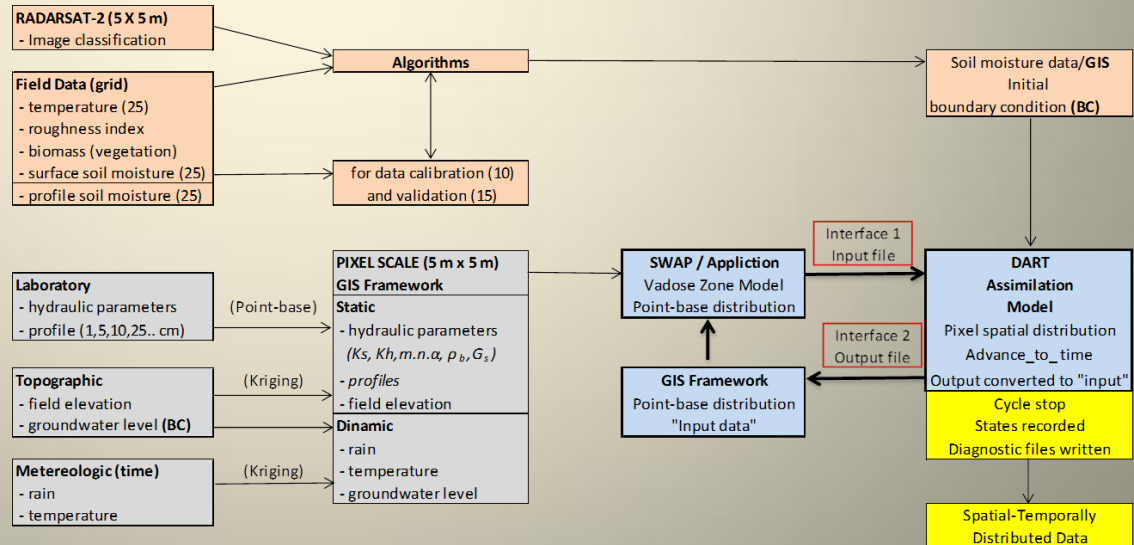 RADARSAT-2 (5 X 5 m)
- Image classification
Field Data (grid)
- temperature (25)
- roughness index
- biomass (vegetation)
- surface soil moisture (25)
- profile soil moisture (25)
Algorithms
for data calibration (10)
and validation (15)
Soil moisture data/GIS
Initial
boundary condition (BC)
Laboratory
- hydraulic parameters
- profile (1,5,10,25.. cm)
(Point-base)
Topographic
- field elevation
- groundwater level (BC)
(Kriging)
Metereologic (time)
- rain
- temperature
(Kriging)
PIXEL SCALE (5 m x 5 m)
GIS Framework
Static
- hydraulic parameters
(Ks, Kh, m.n.α, ρb, Gs)
- profiles
- field elevation
Dinamic
- rain
- temperature
- groundwater level
SWAP / Appliction
Vadose Zone Model
Point-base distribution
Interface 1
Input file
Interface 2
Output file
GIS Framework
Point-base distribution
"Input data"
DART
Assimilation
Model
Pixel spatial distribution
Advance_to_time
Output converted to "input"
Cycle stop
States recorded
Diagnostic files written
Spatial-Temporally
Distributed Data